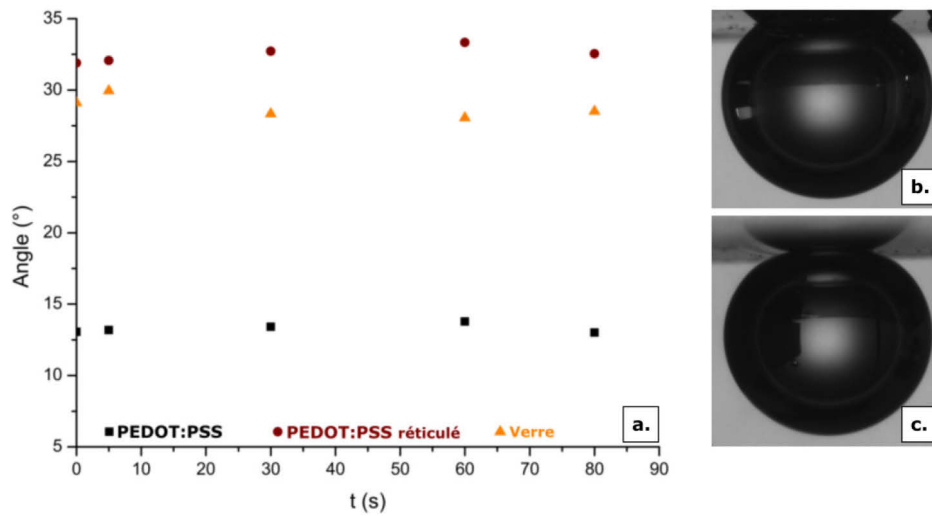 35
30
25
20
15
10
5
Angle (°)
PEDOT:PSS PEDOT:PSS réticulé Verre
a.
0 10 20 30 40 50 60 70 80 90
t (s)
b.
c.